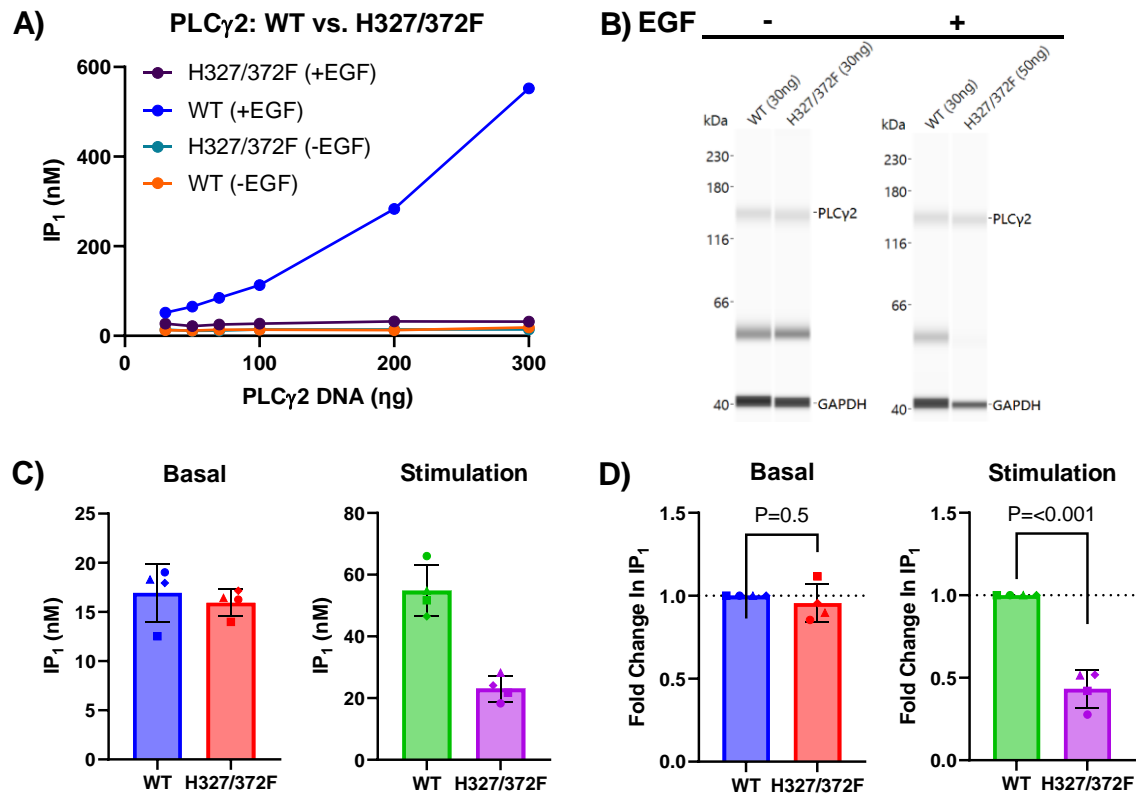 A)
PLCγ2: WT vs. H327/372F
600
400
200
0
IP₁ (nM)
H327/372F (+EGF)
WT (+EGF)
H327/372F (-EGF)
WT (-EGF)
0 100 200 300
PLCγ2 DNA (ηg)
B) EGF - +
kDa
WT (30ng)
H327/372F (30ng)
230-
180-
116-
66-
40-
-PLCγ2
-GAPDH
kDa
WT (30ng)
H327/372F (50ng)
230-
180-
116-
66-
40-
-PLCγ2
-GAPDH
C)
Basal
IP₁ (nM)
25
20
15
10
5
0
WT H327/372F
Stimulation
IP₁ (nM)
80
60
40
20
0
WT H327/372F
D)
Basal
Fold Change In IP₁
1.5
1.0
0.5
0.0
P=0.5
WT H327/372F
Stimulation
Fold Change In IP₁
1.5
1.0
0.5
0.0
P=<0.001
WT H327/372F